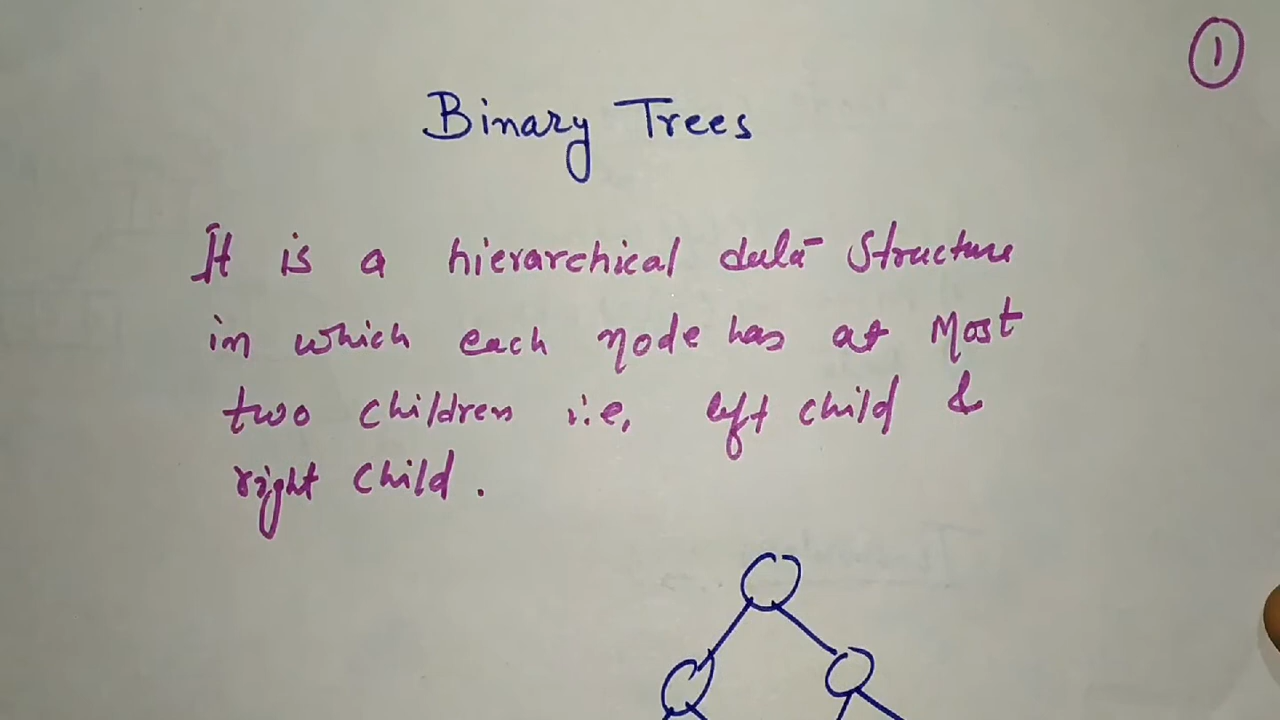 1
Binary Trees
It is a hierarchical data structure
in which each node has at most
two children i.e, left child &
right child.